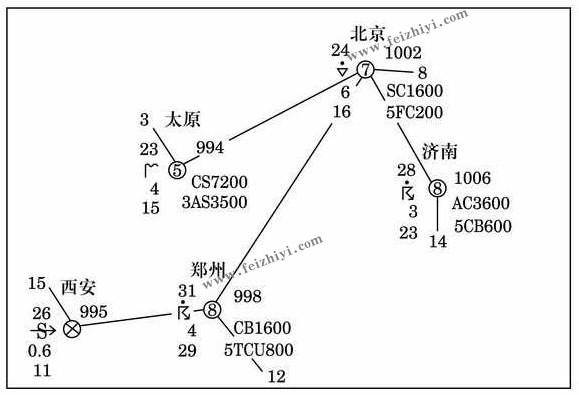 北京
24
1002
www.feizhiyi.com
7
8
6
SC1600
16
5FC200
3
太原
23
994
5
4
CS7200
15
3AS3500
济南
28
1006
8
3
AC3600
23
5CB600
14
郑州
31
998
www.feizhiyi.com
8
4
CB1600
29
5TCU800
12
15
西安
26
995
S
0.6
11